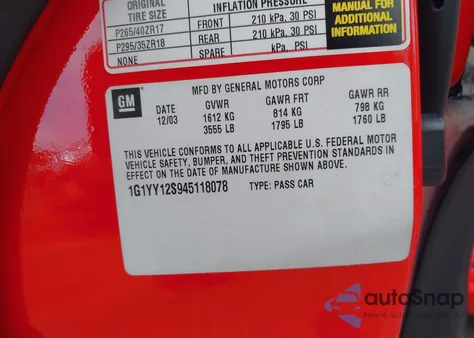 ORIGINAL TIRE SIZE INFLATION PRESSURE
P265/40ZR17 FRONT 210 kPa, 30 PSI
P295/35ZR18 REAR 210 kPa, 30 PSI
NONE SPARE kPa, PSI
MANUAL FOR
ADDITIONAL
INFORMATION
GM
MFD BY GENERAL MOTORS CORP
DATE GVWR GAWR FRT GAWR RR
12/03 1612 KG 814 KG 798 KG
3555 LB 1795 LB 1760 LB
THIS VEHICLE CONFORMS TO ALL APPLICABLE U.S. FEDERAL MOTOR
VEHICLE SAFETY, BUMPER, AND THEFT PREVENTION STANDARDS IN
EFFECT ON THE DATE OF MANUFACTURE SHOWN ABOVE.
1G1YY12S945118078 TYPE: PASS CAR
autoSnap